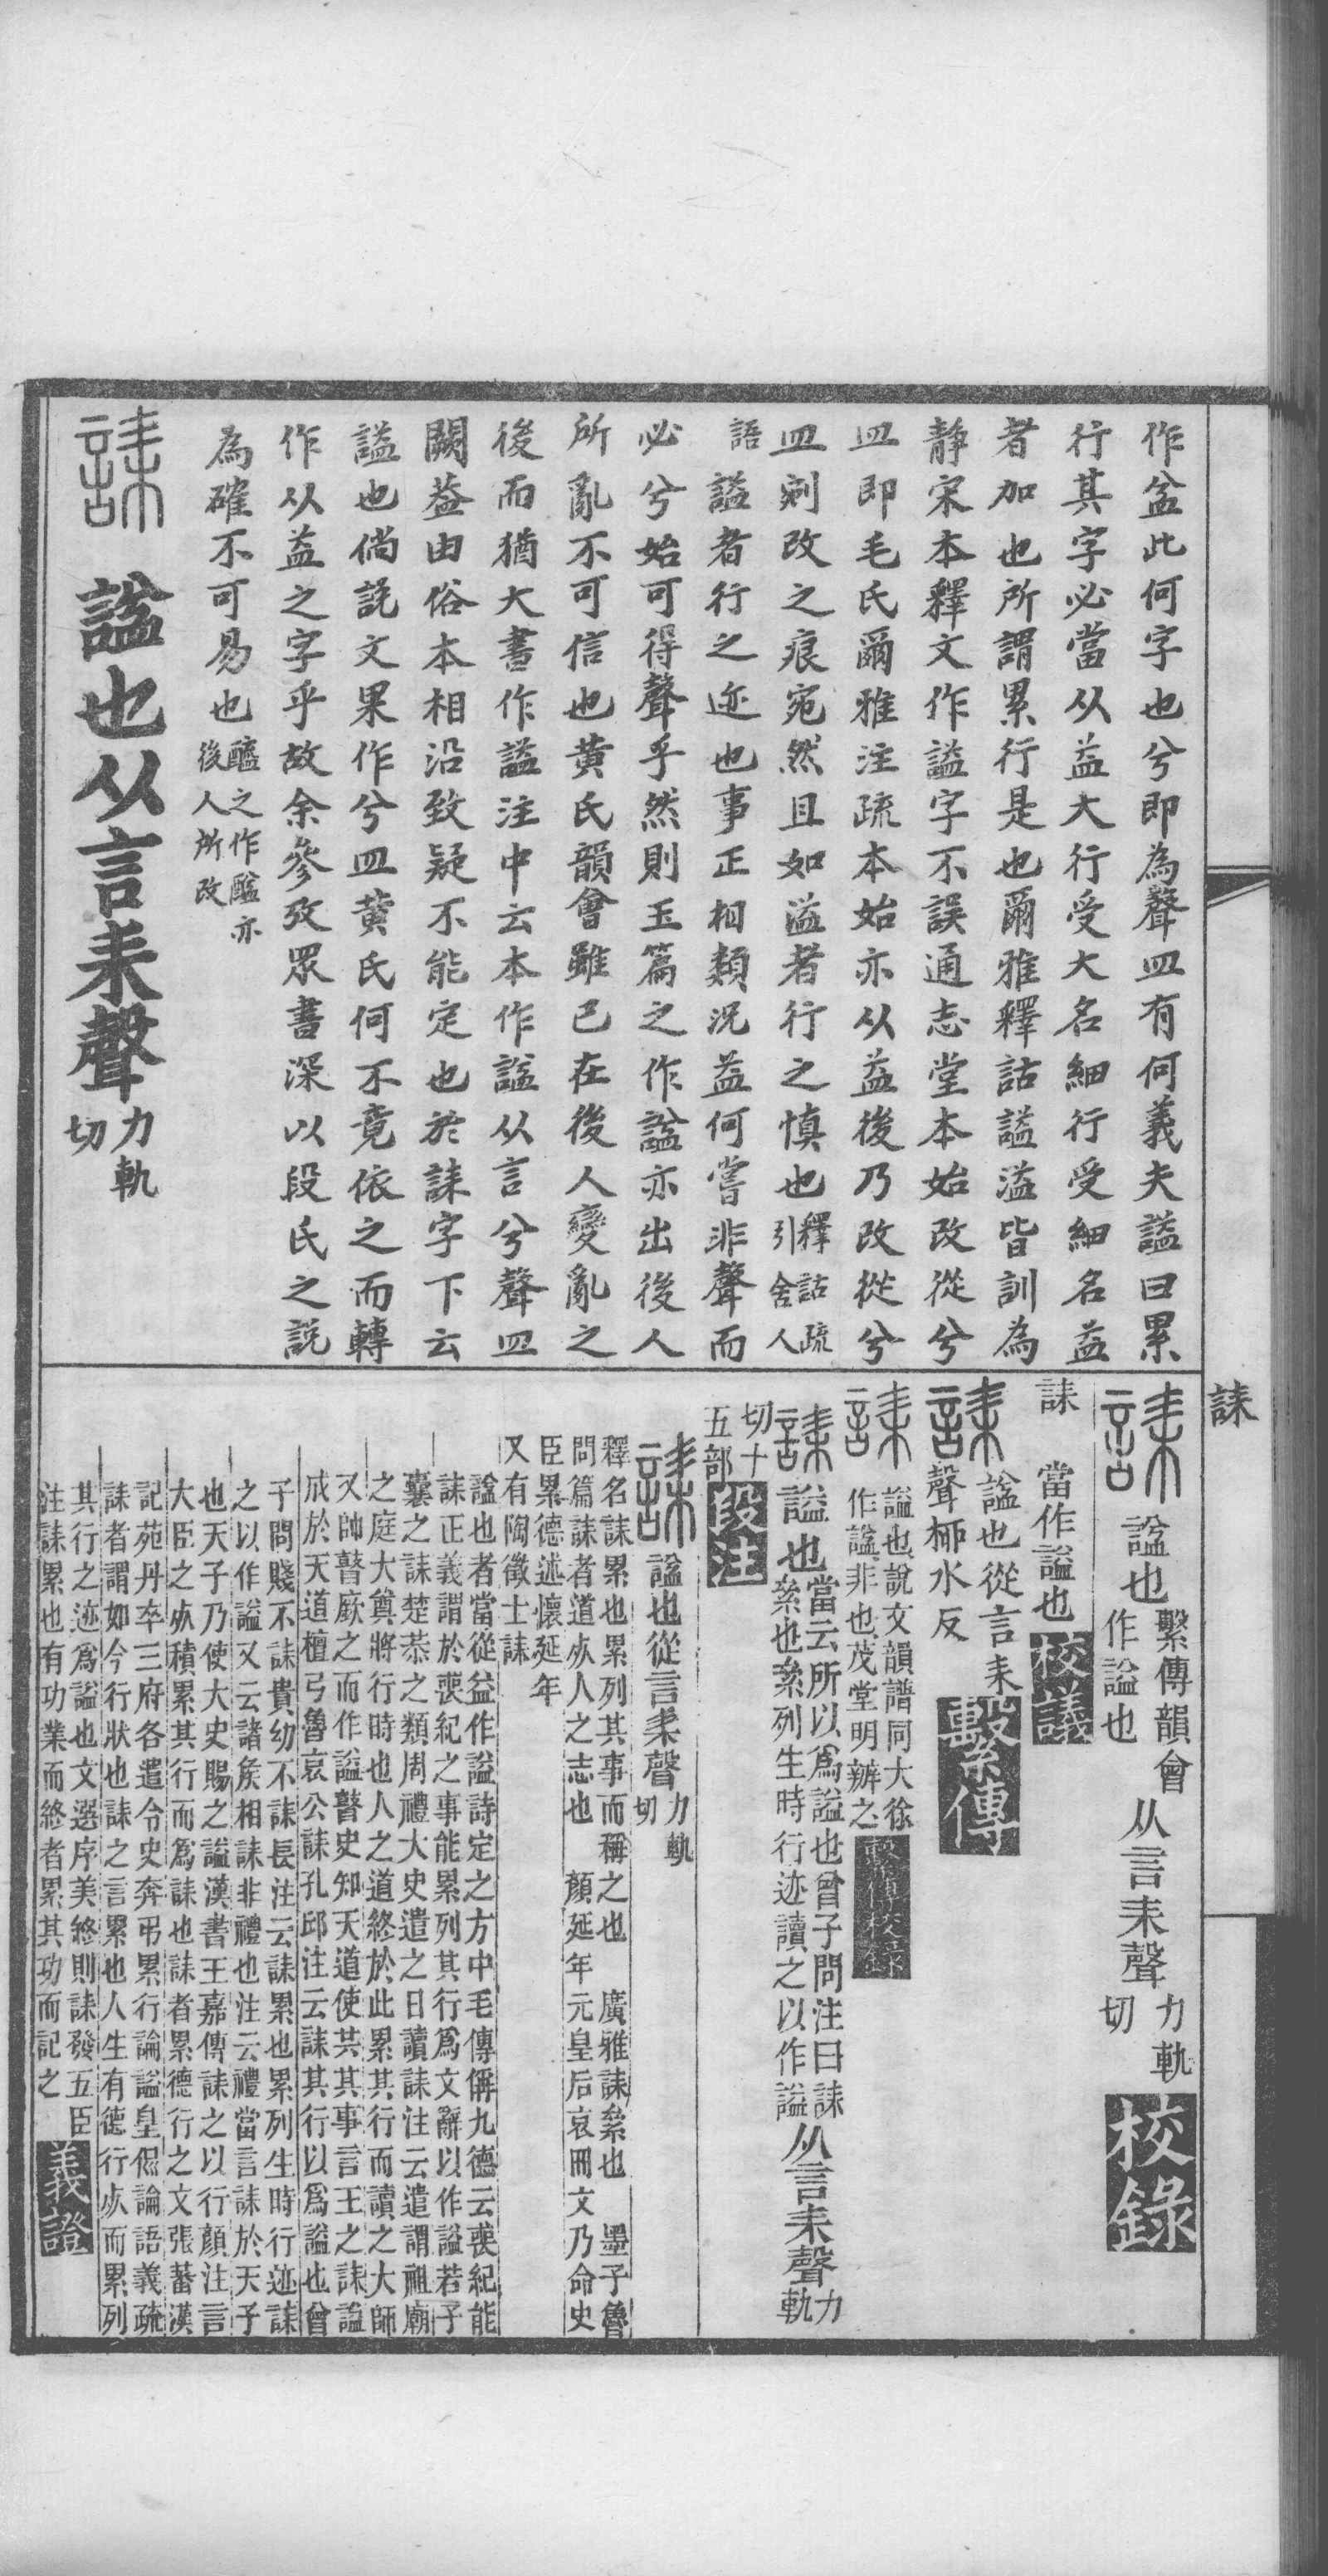 作盆此何字也兮即為聲皿有何義夫謚曰累
行其字必當从益大行受大名細行受細名益
者加也所謂累行是也爾雅釋詁謚溢皆訓為
靜宋本釋文作謚字不誤通志堂本始改從兮
皿即毛氏爾雅注疏本始亦从益後乃改從兮
皿剜改之痕宛然且如溢者行之慎也釋詁疏引舍人
語謚者行之迹也事正相類況益何嘗非聲而
必兮始可得聲乎然則玉篇之作諡亦出後人
所亂不可信也黄氏韻會雖已在後人變亂之
後而猶大書作謚注中云本作諡从言兮聲皿
闕葢由俗本相沿致疑不能定也於誄字下云
謚也倘説文果作兮皿黄氏何不竟依之而轉
作从益之字乎故余參攷眾書深以段氏之説
為確不可易也醯之作醯亦後人所改
誄 諡也从言耒聲力軌切
誄
誄 諡也繫傳韻會作謚也从言耒聲力軌切 校錄
誄 當作謚也 校議
誄 諡也從言耒聲柳水反 繫傳
誄 謚也説文韻譜同大徐作諡非也茂堂明辨之
誄 謚也當云所以爲謚也曾子問注曰誄
絫也絫列生時行迹讀之以作謚从言耒聲力軌
切十五部 段注
誄 諡也從言耒聲力軌切
釋名誄累也累列其事而稱之也 廣雅誄絫也 墨子魯
問篇誄者道𣦸人之志也 顔延年元皇后哀冊文乃命史
臣累德述懷延年
又有陶徵士誄
諡也者當從益作謚詩定之方中毛傳偁九德云喪紀能
誄正義謂於喪紀之事能累列其行爲文辭以作謚若子
囊之誄楚恭之類周禮大史遣之日讀誄注云遣謂祖廟
之庭大奠將行時也人之道終於此累其行而讀之大師
又帥瞽廞之而作謚瞽史知天道使共其事言王之誄謚
成於天道檀弓魯哀公誄孔邱注云誄其行以爲謚也曾
子問賤不誄貴幼不誄長注云誄累也累列生時行迹誄
之以作謚又云諸矦相誄非禮也注云禮當言誄於天子
也天子乃使大史賜之謚漢書王嘉傳誄之以行顔注言
大臣之𣦸積累其行而爲誄也誄者累德行之文張蕃漢
記苑丹卒三府各遣令史奔弔累行論謚皇侃論語義疏
誄者謂如今行狀也誄之言累也人生有德行𣦸而累列
其行之迹爲謚也文選序美終則誄發五臣
注誄累也有功業而終者累其功而記之 義證